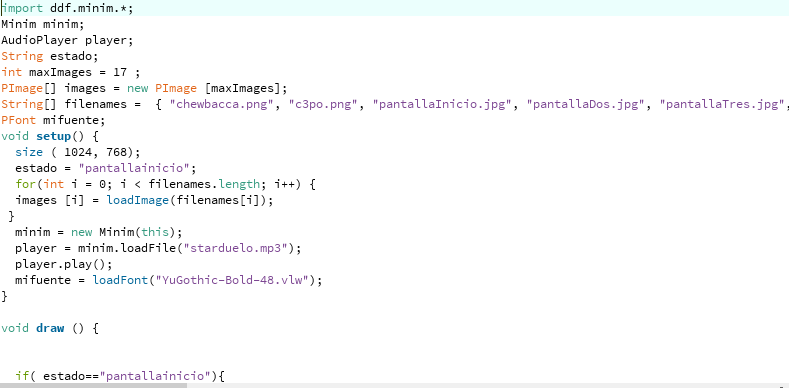 import ddf.minim.*;
Minim minim;
AudioPlayer player;
String estado;
int maxImages = 17 ;
PImage[] images = new PImage [maxImages];
String[] filenames =  { "chewbacca.png", "c3po.png", "pantallaInicio.jpg", "pantallaDos.jpg", "pantallaTres.jpg",
PFont mifuente;
void setup() {
  size ( 1024, 768);
  estado = "pantallainicio";
  for(int i = 0; i < filenames.length; i++) {
  images [i] = loadImage(filenames[i]);
 }
  minim = new Minim(this);
  player = minim.loadFile("starduelo.mp3");
  player.play();
  mifuente = loadFont("YuGothic-Bold-48.vlw");
}
void draw () {
  if( estado=="pantallainicio"){